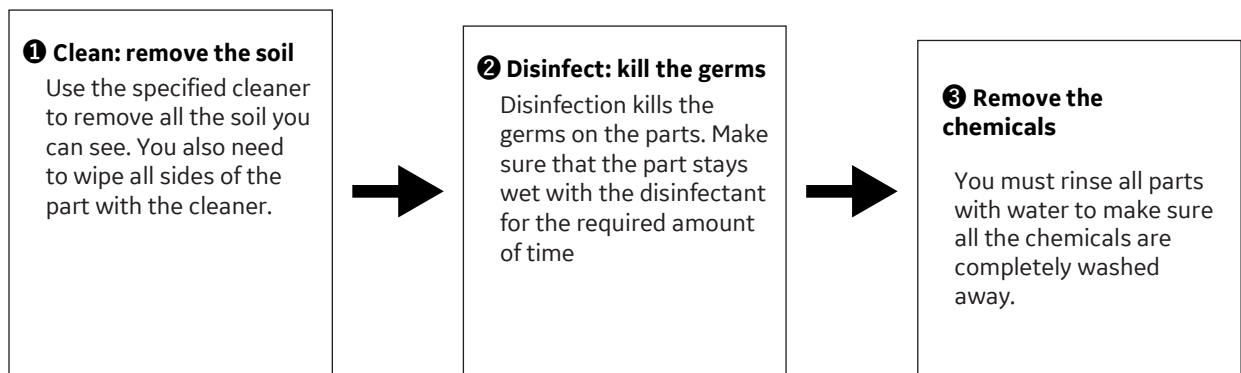 ❶ Clean: remove the soil
Use the specified cleaner
to remove all the soil you
can see. You also need
to wipe all sides of the
part with the cleaner.
❷ Disinfect: kill the germs
Disinfection kills the
germs on the parts. Make
sure that the part stays
wet with the disinfectant
for the required amount
of time
❸ Remove the
chemicals
You must rinse all parts
with water to make sure
all the chemicals are
completely washed
away.